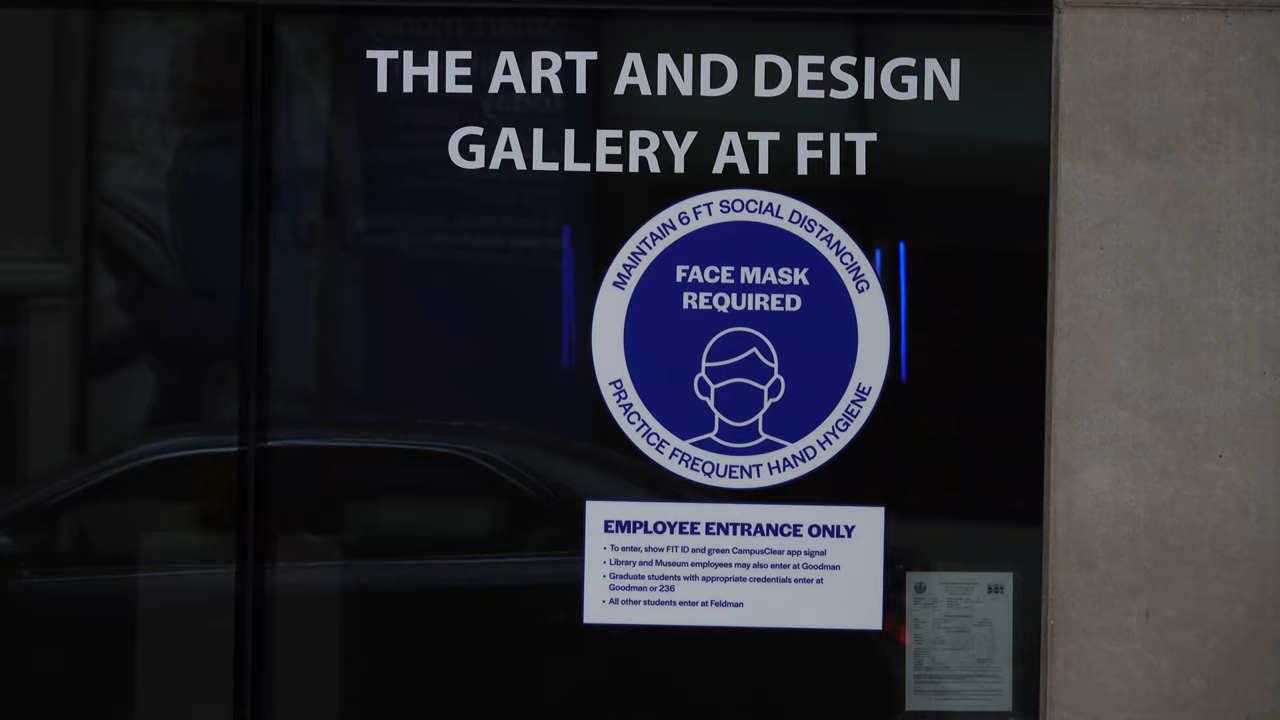 THE ART AND DESIGN
GALLERY AT FIT
MAINTAIN 6 FT SOCIAL DISTANCING
FACE MASK
REQUIRED
PRACTICE FREQUENT HAND HYGIENE
EMPLOYEE ENTRANCE ONLY
• To enter, show FIT ID and green CampusClear app signal
• Library and Museum employees may also enter at Goodman
• Graduate students with appropriate credentials enter at
Goodman or 236
• All other students enter at Feldman